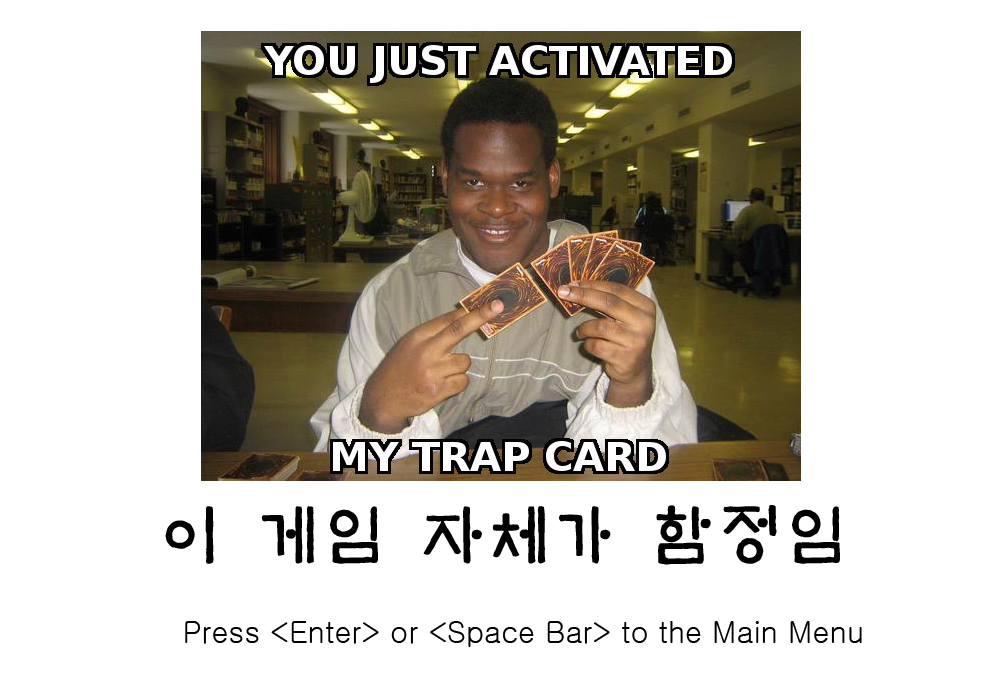 YOU JUST ACTIVATED
MY TRAP CARD
이 게임 자체가 함정임
Press <Enter> or <Space Bar> to the Main Menu